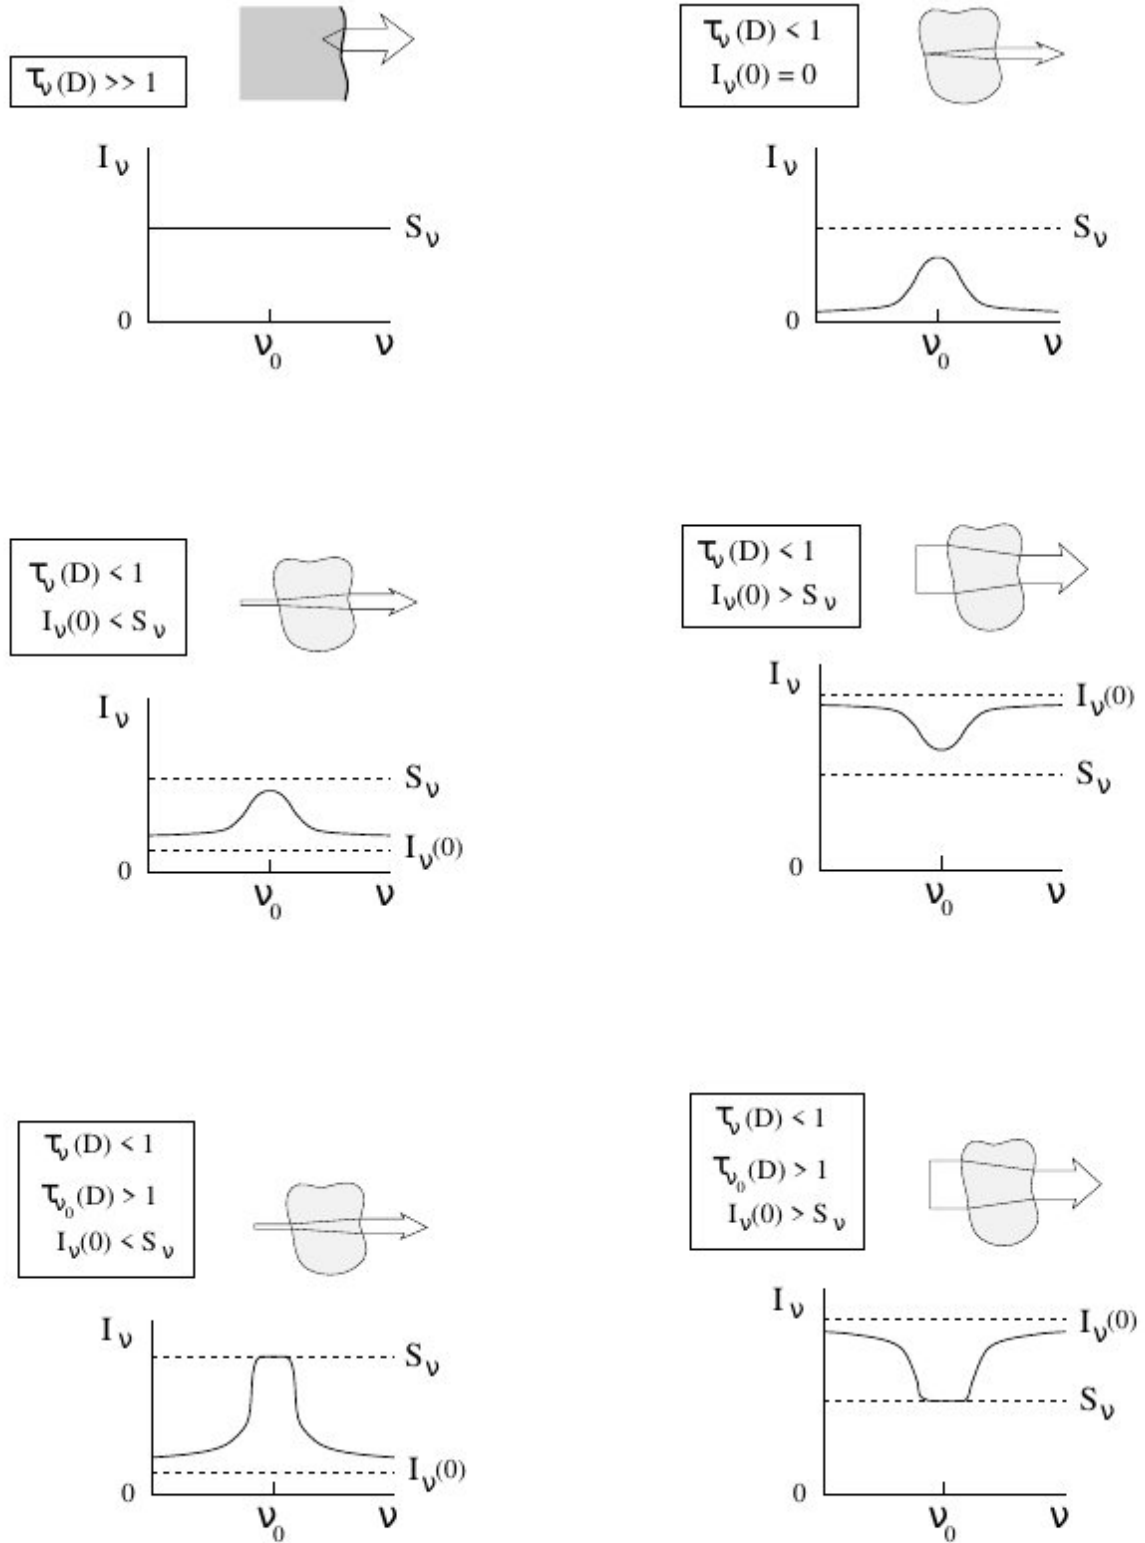 τν(D) >> 1
Iν
Sν
0
ν0
ν
τν(D) < 1
Iν(0) = 0
Iν
Sν
0
ν0
ν
τν(D) < 1
Iν(0) < Sν
Iν
Sν
Iν(0)
0
ν0
ν
τν(D) < 1
Iν(0) > Sν
Iν
Iν(0)
Sν
0
ν0
ν
τν(D) < 1
τν0(D) > 1
Iν(0) < Sν
Iν
Sν
Iν(0)
0
ν0
ν
τν(D) < 1
τν0(D) > 1
Iν(0) > Sν
Iν
Iν(0)
Sν
0
ν0
ν